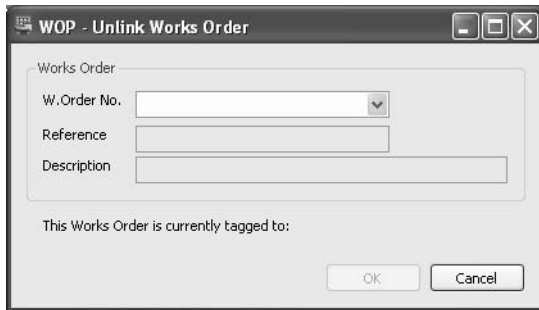 WOP - Unlink Works Order
Works Order
W.Order No.
Reference
Description
This Works Order is currently tagged to:
OK Cancel